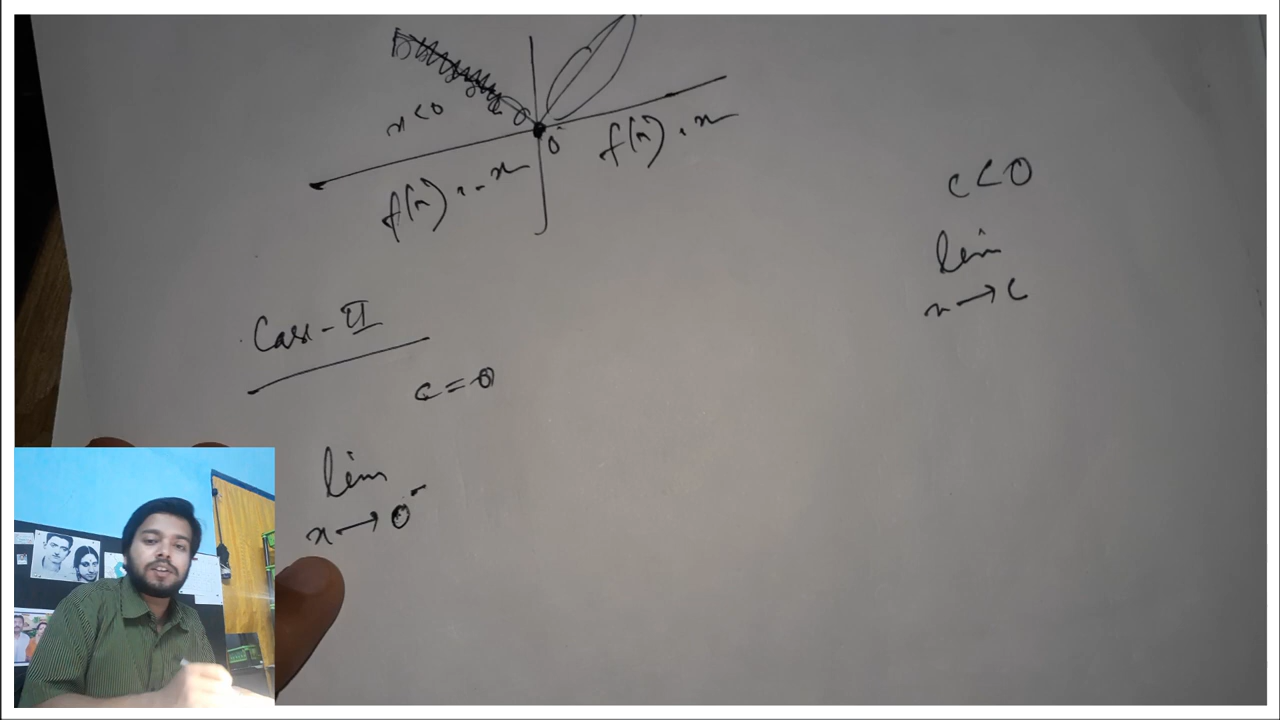 x < 0
0
f(x) = -x
f(x) = x
Case - II
c = 0
lim
x → 0⁻
c < 0
lim
x → c